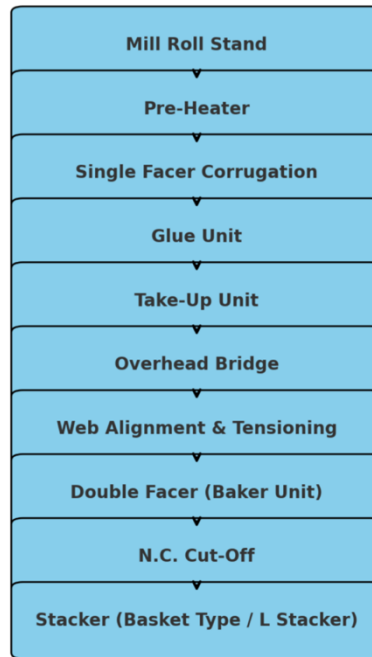 Mill Roll Stand
Pre-Heater
Single Facer Corrugation
Glue Unit
Take-Up Unit
Overhead Bridge
Web Alignment & Tensioning
Double Facer (Baker Unit)
N.C. Cut-Off
Stacker (Basket Type / L Stacker)